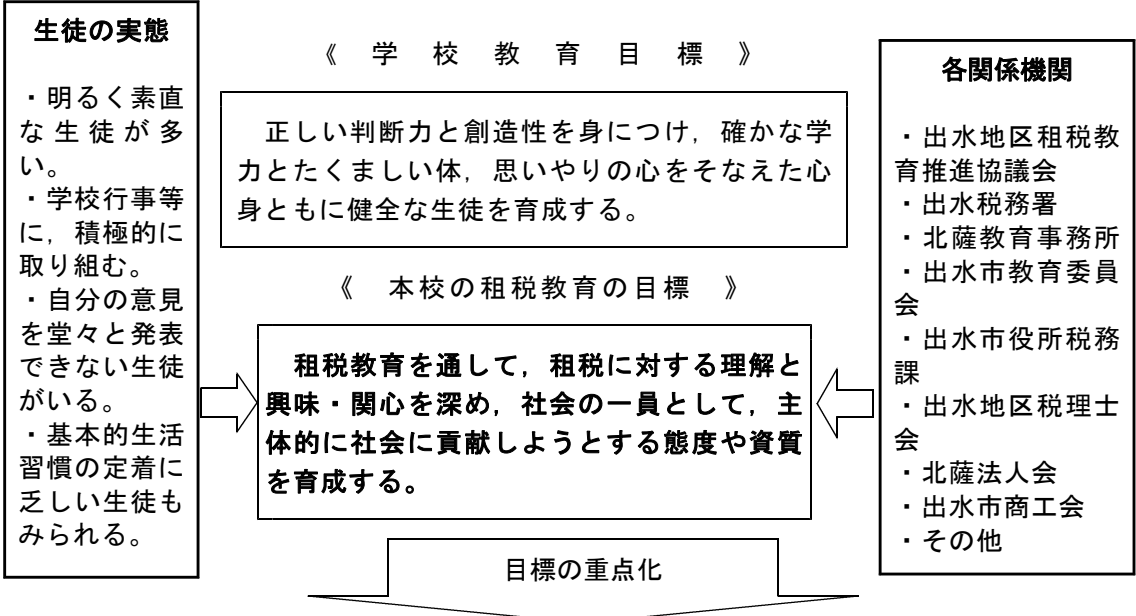 生徒の実態
・明るく素直
な生徒が多
い。
・学校行事等
に，積極的に
取り組む。
・自分の意見
を堂々と発表
できない生徒
がいる。
・基本的生活
習慣の定着に
乏しい生徒も
みられる。
《　学　校　教　育　目　標　》
正しい判断力と創造性を身につけ，確かな学
力とたくましい体，思いやりの心をそなえた心
身ともに健全な生徒を育成する。
《　本校の租税教育の目標　》
租税教育を通して，租税に対する理解と
興味・関心を深め，社会の一員として，主
体的に社会に貢献しようとする態度や資質
を育成する。
目標の重点化
各関係機関
・出水地区租税教
育推進協議会
・出水税務署
・北薩教育事務所
・出水市教育委員
会
・出水市役所税務
課
・出水地区税理士
会
・北薩法人会
・出水市商工会
・その他